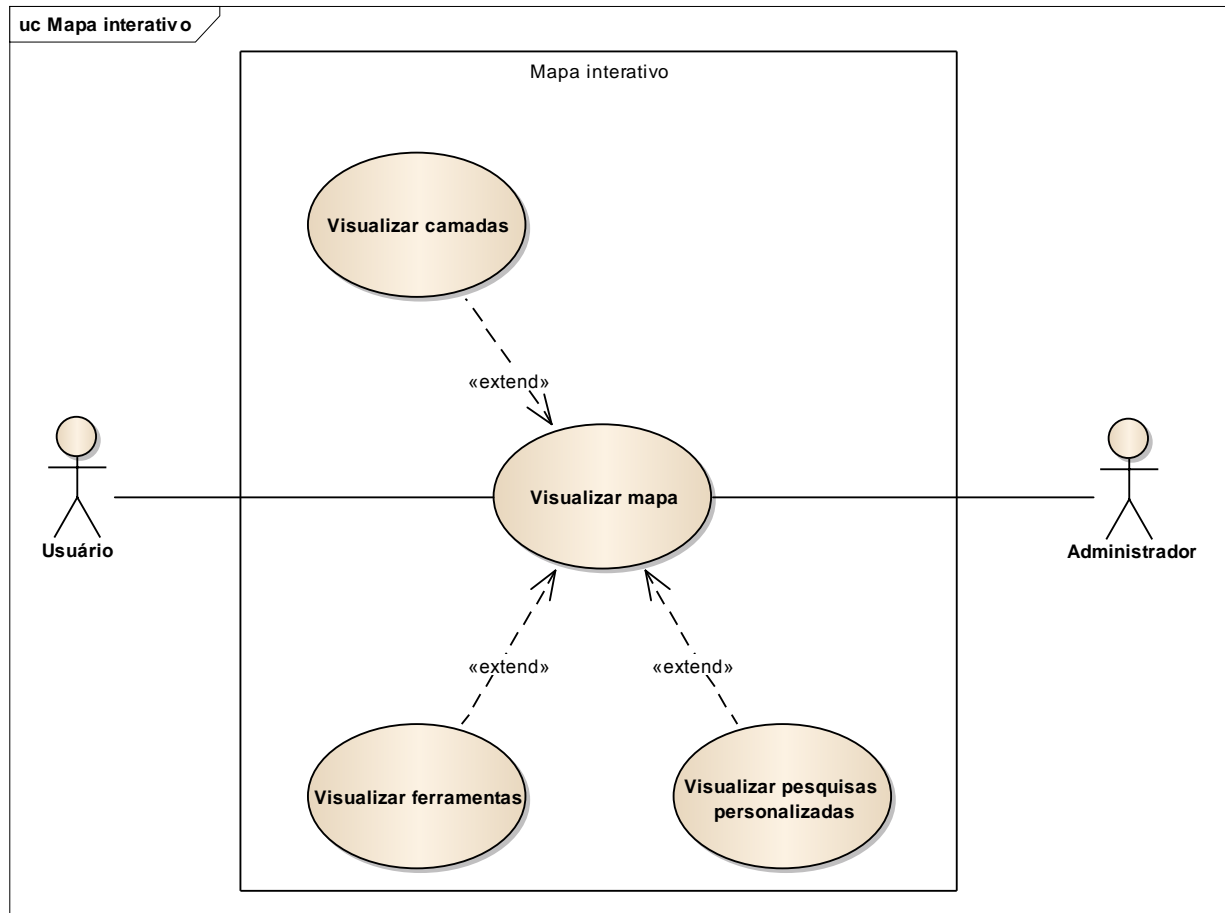 uc Mapa interativo
Mapa interativo
Visualizar camadas
«extend»
Visualizar mapa
Usuário
Administrador
«extend»
«extend»
Visualizar ferramentas
Visualizar pesquisas
personalizadas